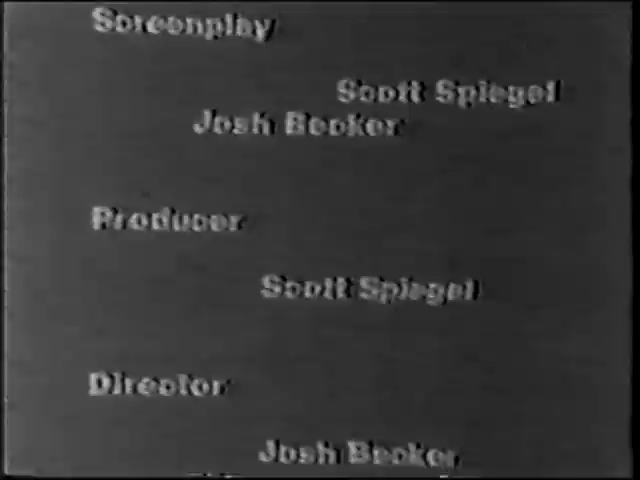 Screenplay
Scott Spiegel
Josh Becker
Producer
Scott Spiegel
Director
Josh Becker